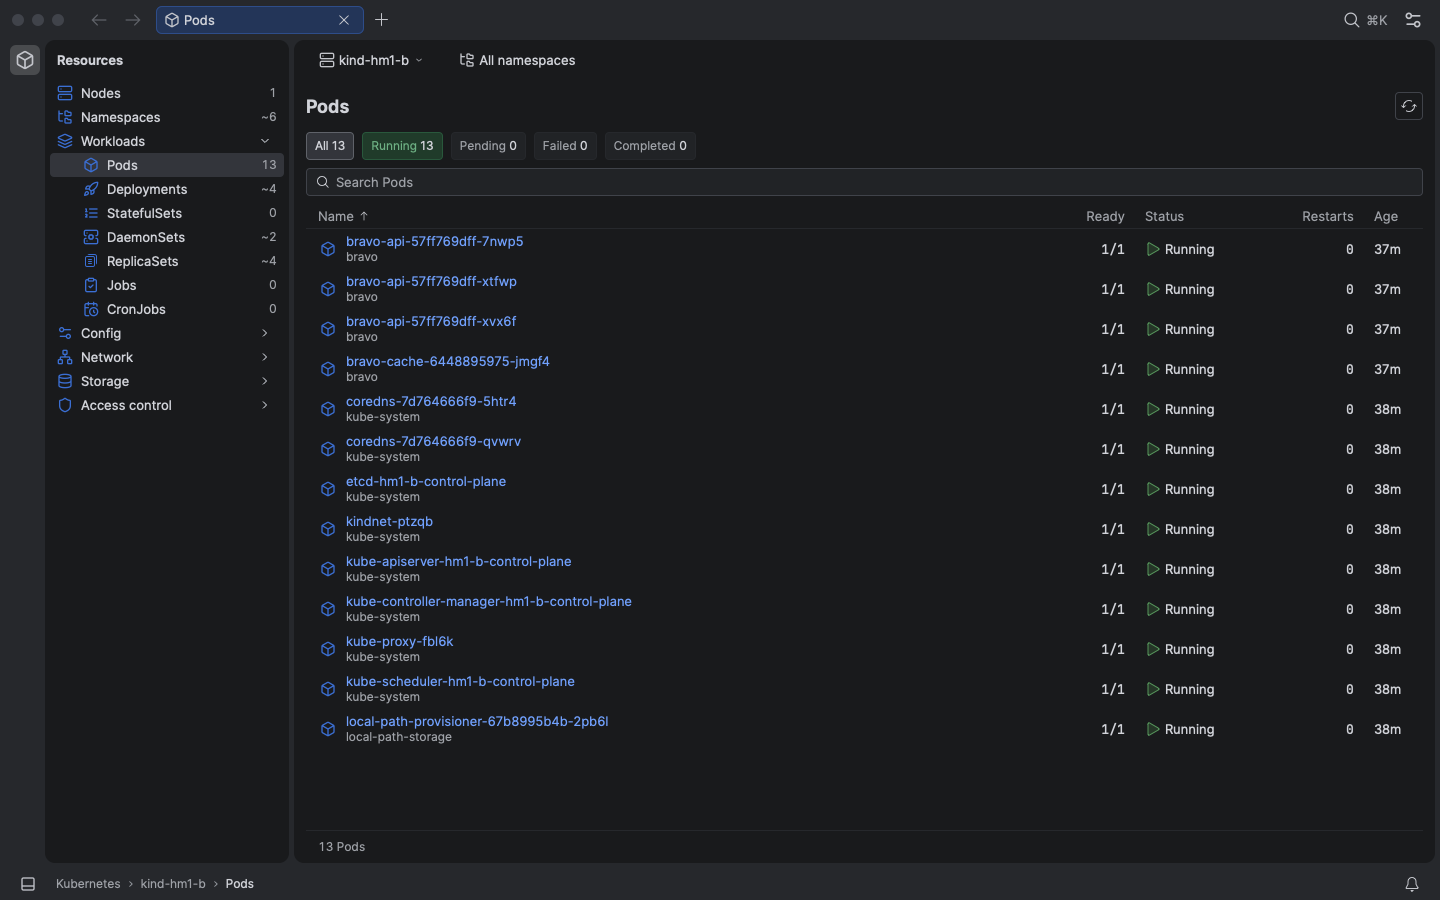 Pods
⌘K
Resources
Nodes 1
Namespaces ~6
Workloads
Pods 13
Deployments ~4
StatefulSets 0
DaemonSets ~2
ReplicaSets ~4
Jobs 0
CronJobs 0
Config
Network
Storage
Access control
kind-hm1-b All namespaces
Pods
All 13 Running 13 Pending 0 Failed 0 Completed 0
Search Pods
Name ↑ Ready Status Restarts Age
bravo-api-57ff769dff-7nwp5
bravo
1/1 Running 0 37m
bravo-api-57ff769dff-xtfwp
bravo
1/1 Running 0 37m
bravo-api-57ff769dff-xvx6f
bravo
1/1 Running 0 37m
bravo-cache-6448895975-jmgf4
bravo
1/1 Running 0 37m
coredns-7d764666f9-5htr4
kube-system
1/1 Running 0 38m
coredns-7d764666f9-qvwrv
kube-system
1/1 Running 0 38m
etcd-hm1-b-control-plane
kube-system
1/1 Running 0 38m
kindnet-ptzqb
kube-system
1/1 Running 0 38m
kube-apiserver-hm1-b-control-plane
kube-system
1/1 Running 0 38m
kube-controller-manager-hm1-b-control-plane
kube-system
1/1 Running 0 38m
kube-proxy-fbl6k
kube-system
1/1 Running 0 38m
kube-scheduler-hm1-b-control-plane
kube-system
1/1 Running 0 38m
local-path-provisioner-67b8995b4b-2pb6l
local-path-storage
1/1 Running 0 38m
13 Pods
Kubernetes › kind-hm1-b › Pods